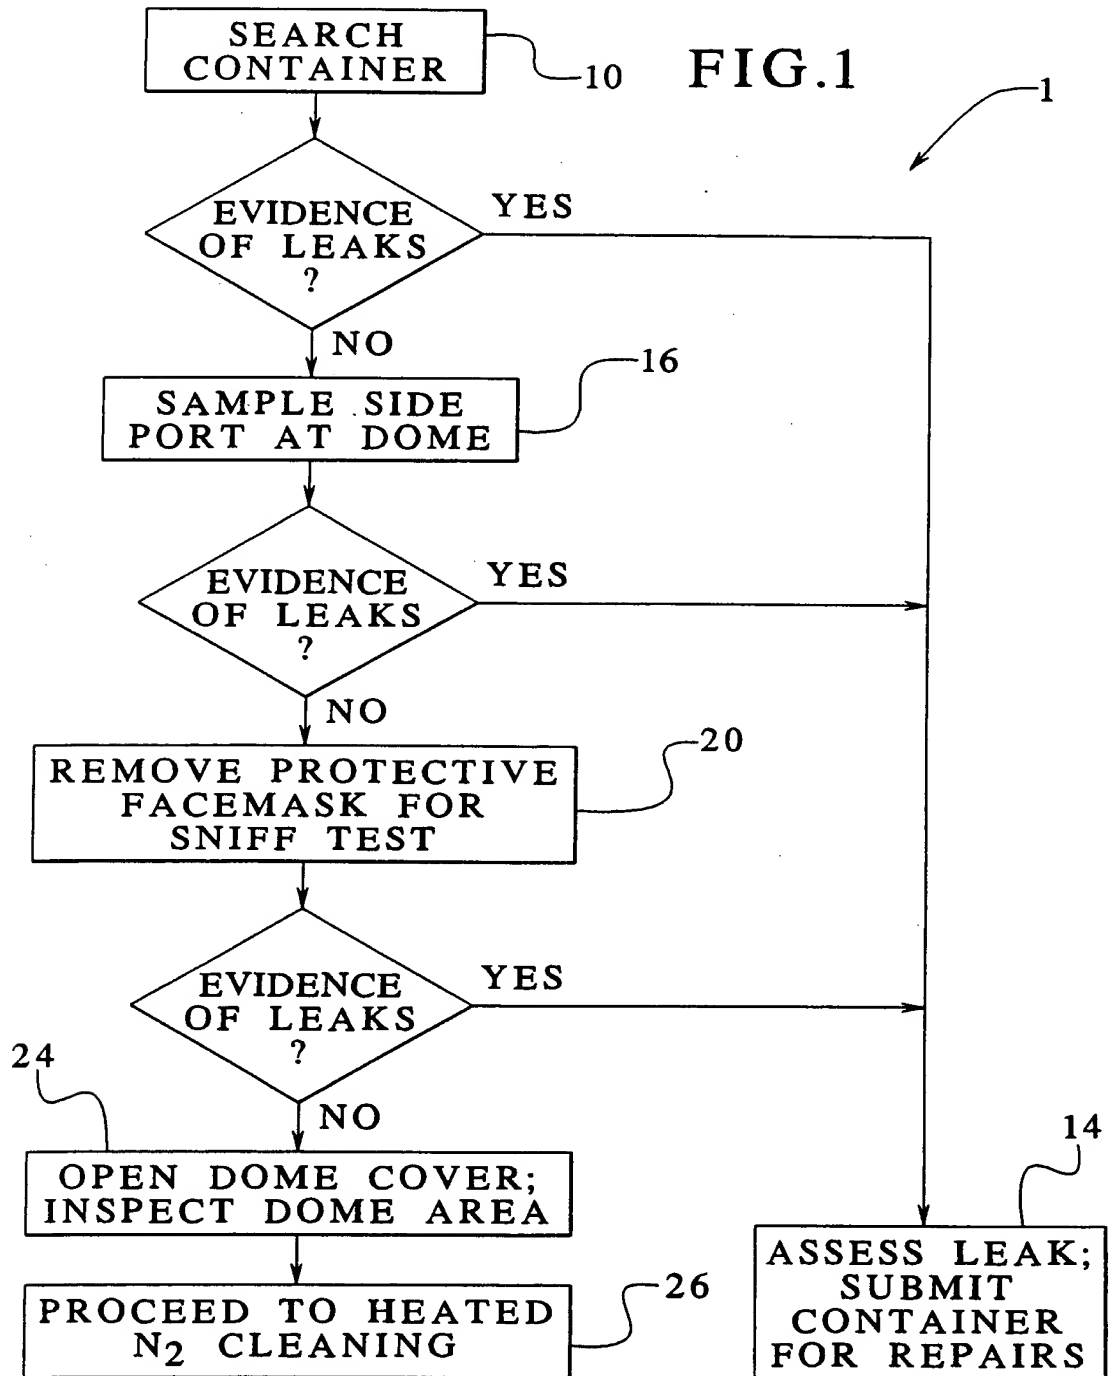 SEARCH
CONTAINER
10
FIG.1
1
EVIDENCE
OF LEAKS
?
YES
NO
16
SAMPLE SIDE
PORT AT DOME
EVIDENCE
OF LEAKS
?
YES
NO
20
REMOVE PROTECTIVE
FACEMASK FOR
SNIFF TEST
EVIDENCE
OF LEAKS
?
YES
NO
24
OPEN DOME COVER;
INSPECT DOME AREA
14
ASSESS LEAK;
SUBMIT
CONTAINER
FOR REPAIRS
PROCEED TO HEATED
N2 CLEANING
26